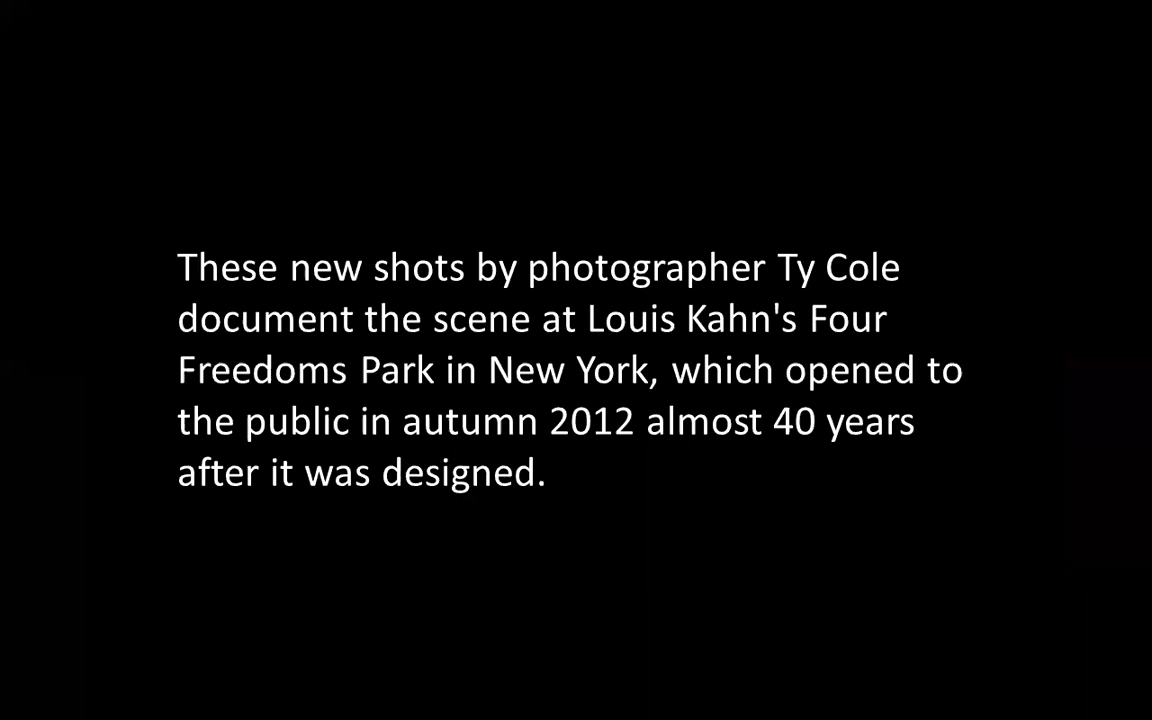 These new shots by photographer Ty Cole
document the scene at Louis Kahn's Four
Freedoms Park in New York, which opened to
the public in autumn 2012 almost 40 years
after it was designed.